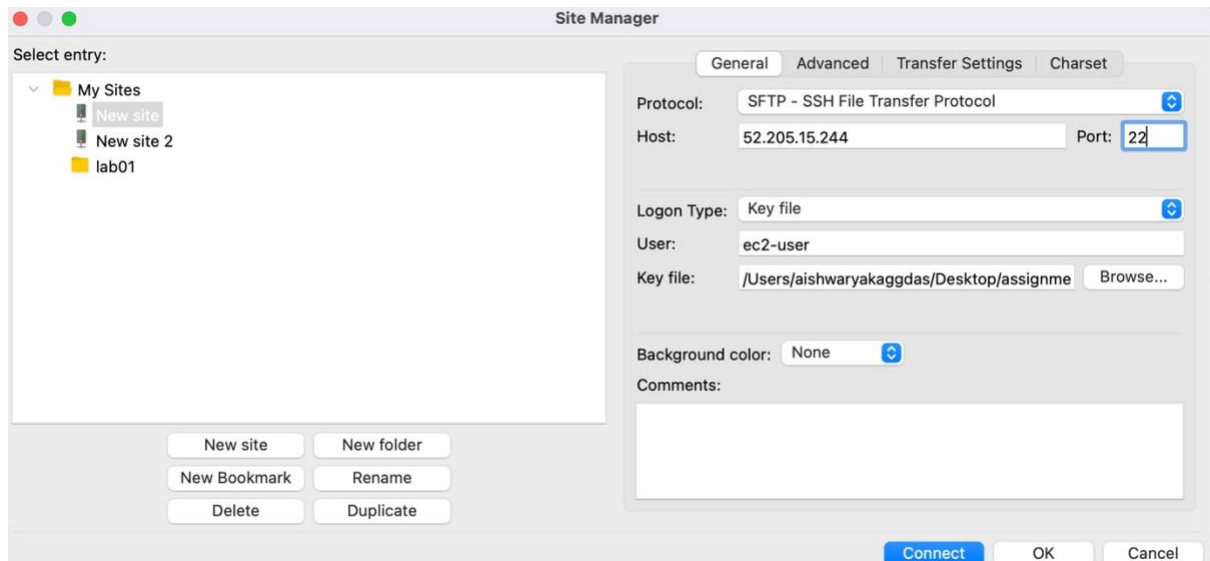 Site Manager
Select entry:
My Sites
New site
New site 2
lab01
New site New folder
New Bookmark Rename
Delete Duplicate
General Advanced Transfer Settings Charset
Protocol: SFTP - SSH File Transfer Protocol
Host: 52.205.15.244 Port: 22
Logon Type: Key file
User: ec2-user
Key file: /Users/aishwaryakaggdas/Desktop/assignme Browse...
Background color: None
Comments:
Connect OK Cancel